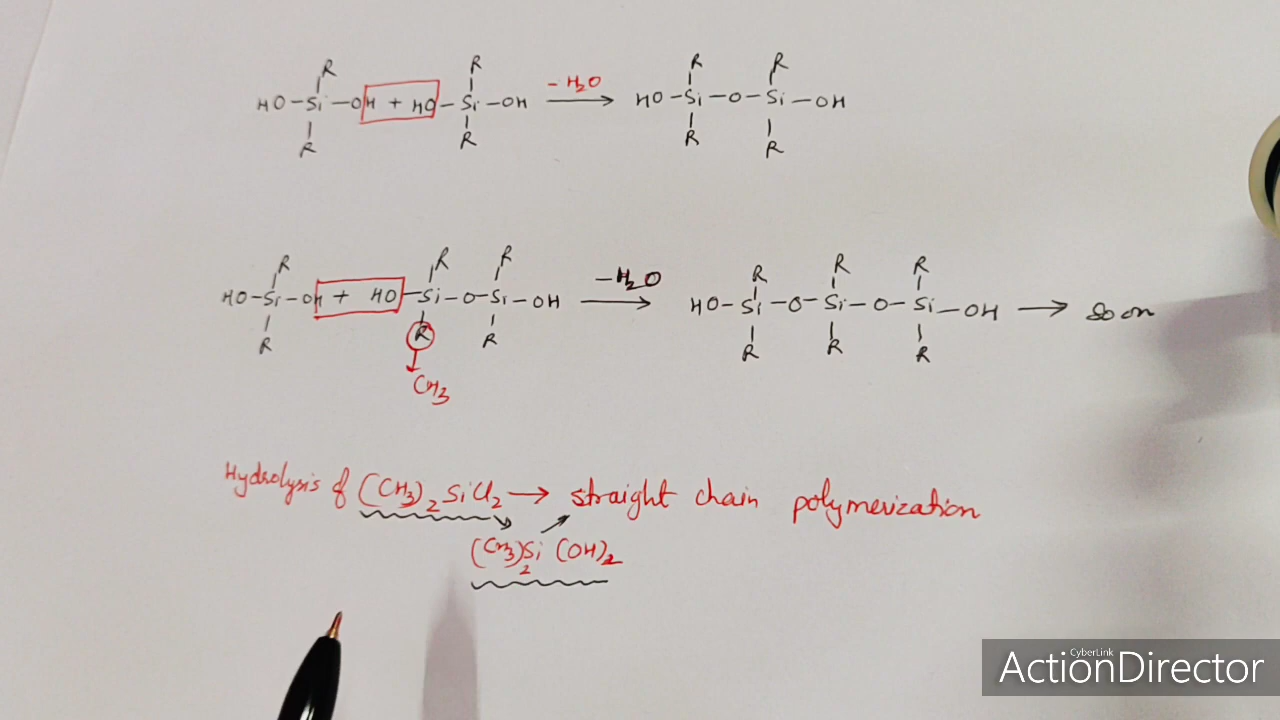 R R - H₂O R R
HO - Si - OH + HO - Si - OH ⟶ HO - Si - O - Si - OH
R R R R
R R R - H₂O R R R
HO - Si - OH + HO - Si - O - Si - OH ⟶ HO - Si - O - Si - O - Si - OH ⟶ So on
R R R R R R
CH₃
Hydrolysis of (CH₃)₂SiCl₂ → straight chain polymerization
(CH₃)₂Si(OH)₂
CyberLink
ActionDirector